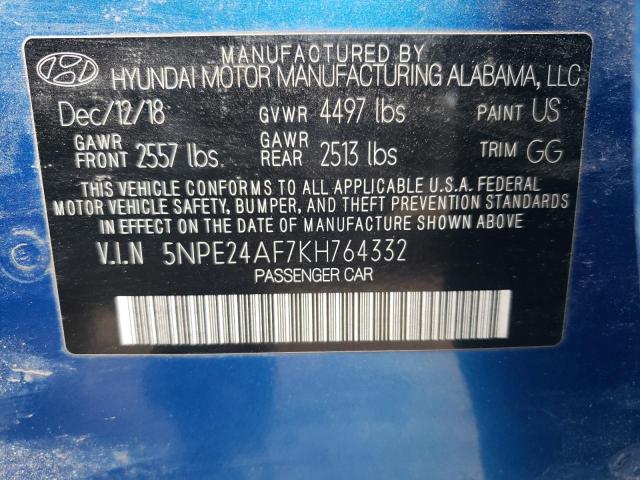 MANUFACTURED BY
HYUNDAI MOTOR MANUFACTURING ALABAMA, LLC
Dec/12/18 GVWR 4497 lbs PAINT US
GAWR FRONT 2557 lbs GAWR REAR 2513 lbs TRIM GG
THIS VEHICLE CONFORMS TO ALL APPLICABLE U.S.A. FEDERAL
MOTOR VEHICLE SAFETY, BUMPER, AND THEFT PREVENTION STANDARDS
IN EFFECT ON THE DATE OF MANUFACTURE SHOWN ABOVE
V.I.N 5NPE24AF7KH764332
PASSENGER CAR